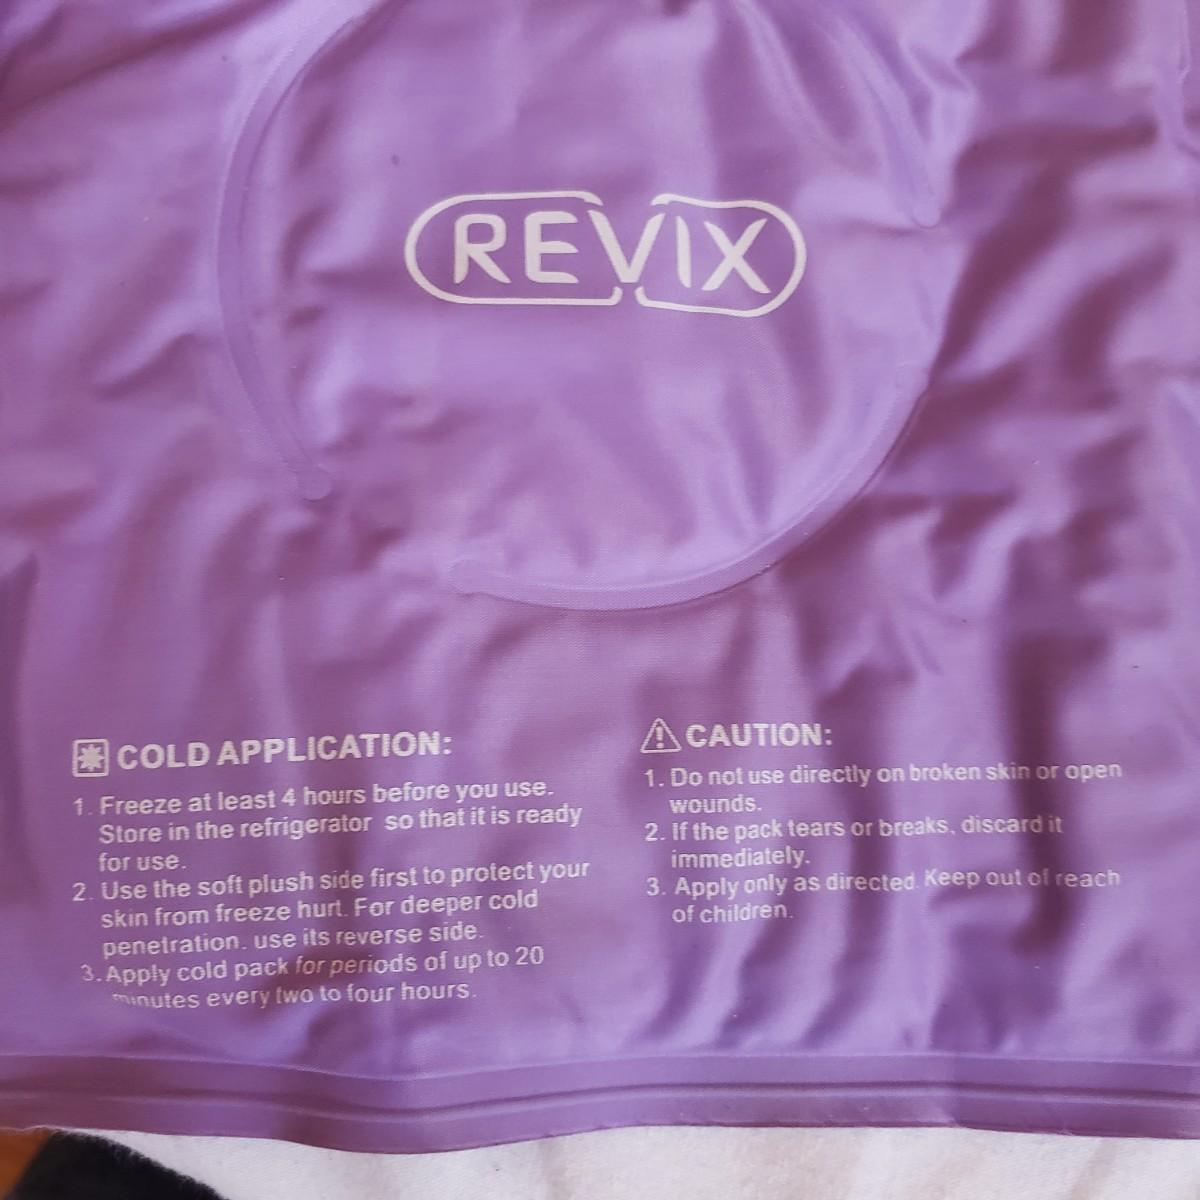 REVIX
COLD APPLICATION:
1. Freeze at least 4 hours before you use.
Store in the refrigerator so that it is ready
for use.
2. Use the soft plush side first to protect your
skin from freeze hurt. For deeper cold
penetration. use its reverse side.
3. Apply cold pack for periods of up to 20
minutes every two to four hours.
CAUTION:
1. Do not use directly on broken skin or open
wounds.
2. If the pack tears or breaks, discard it
immediately.
3. Apply only as directed. Keep out of reach
of children.